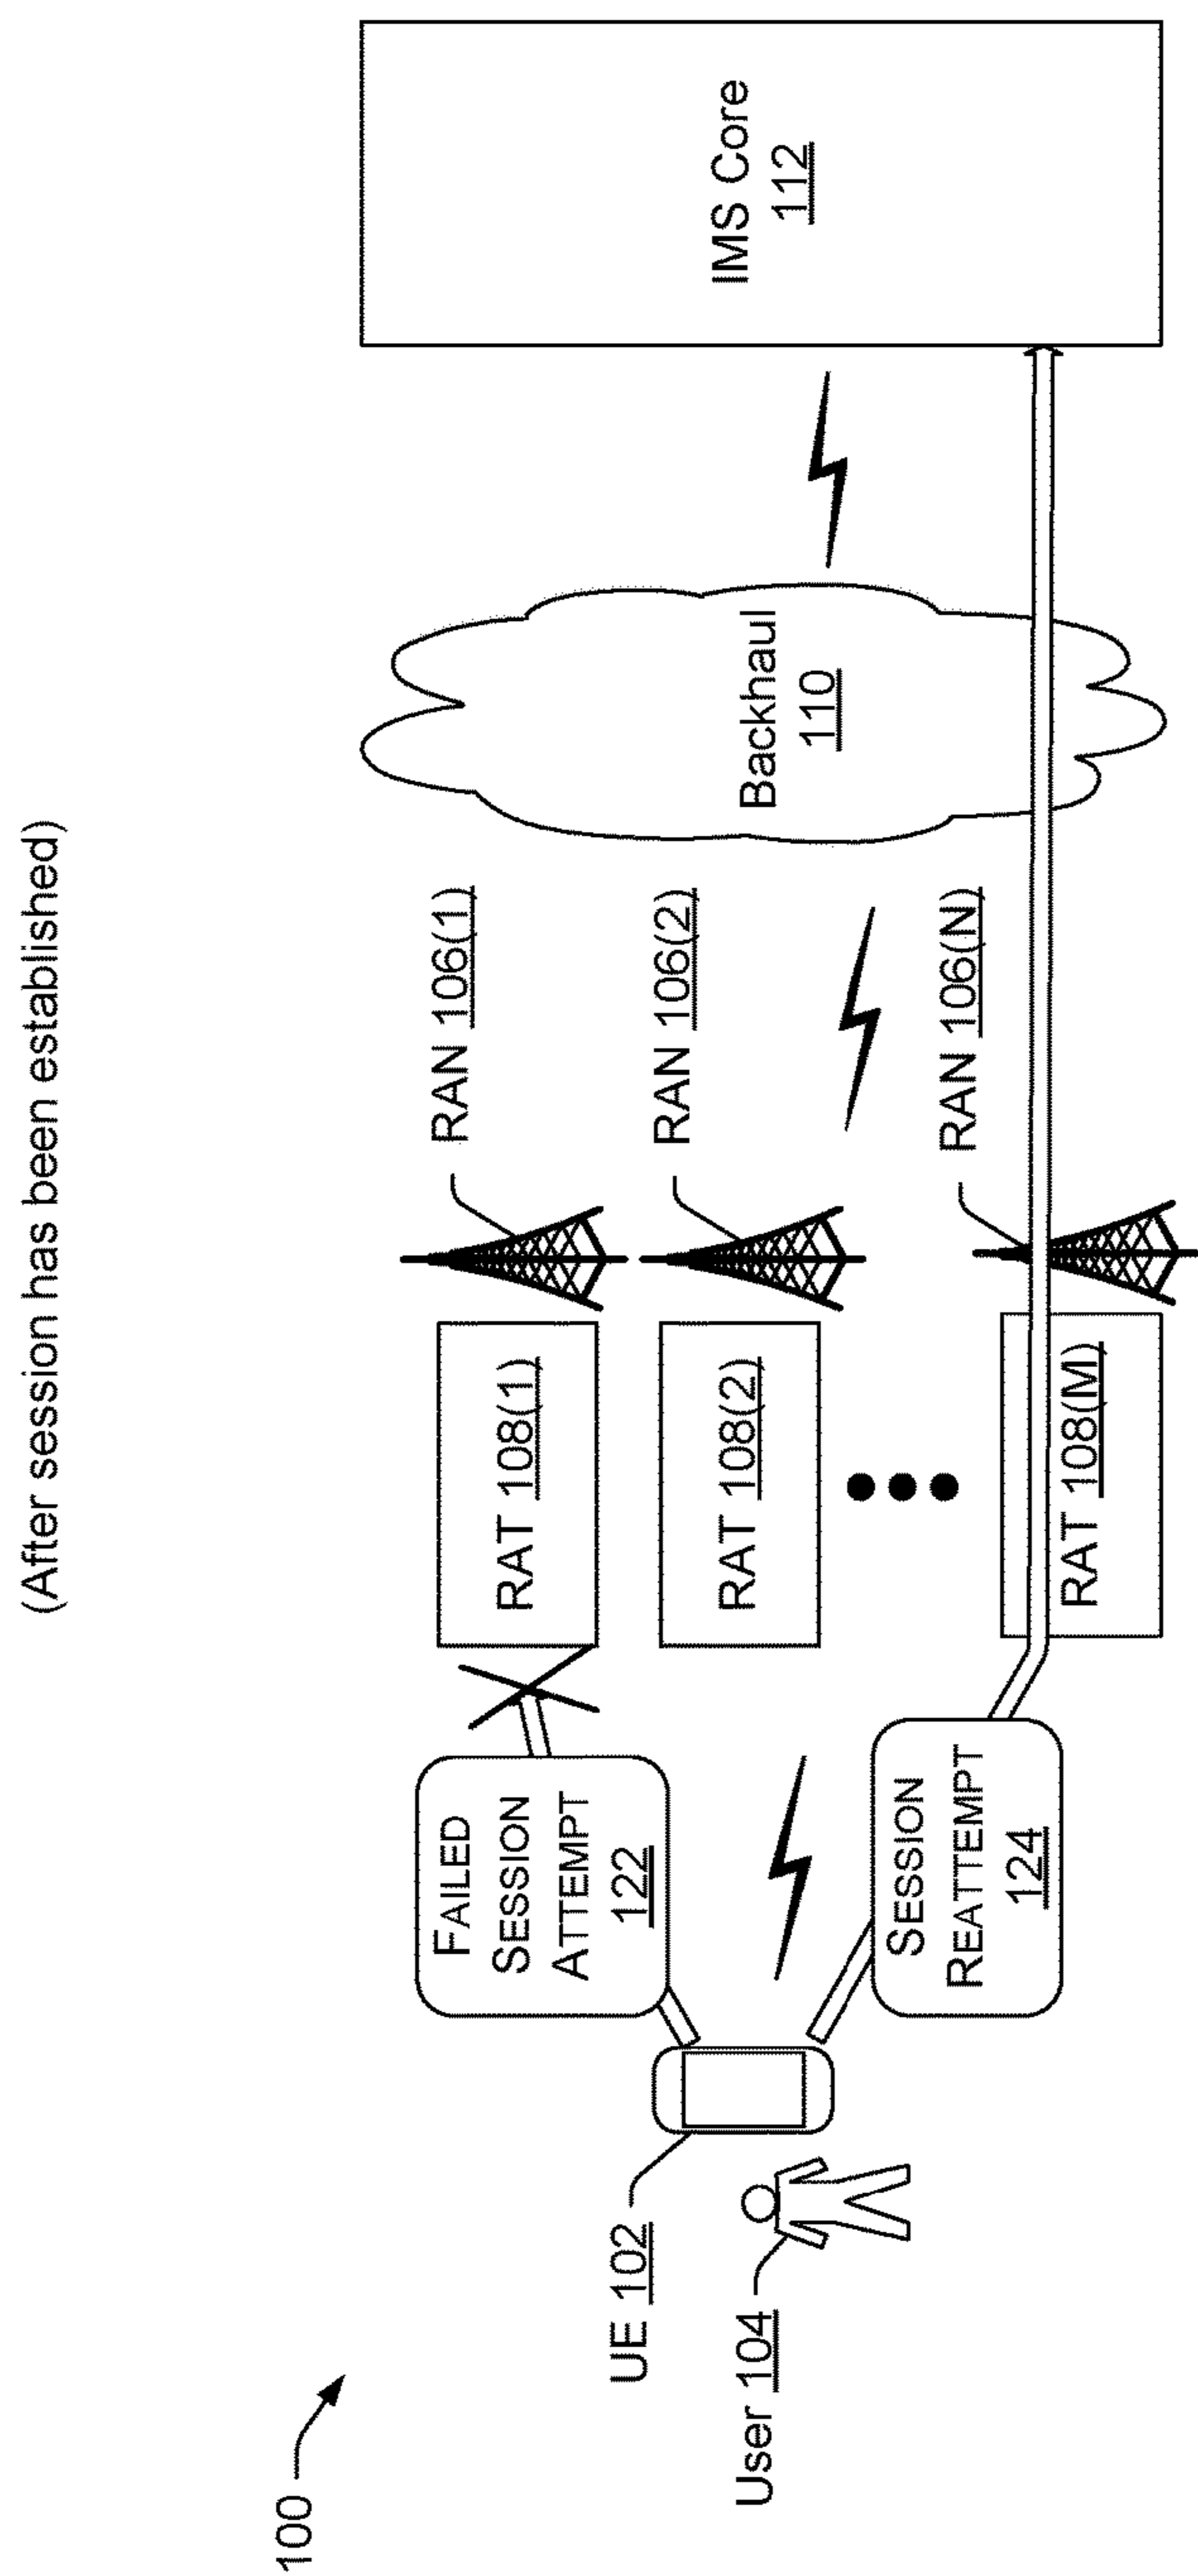 (After session has been established)
100
UE 102
User 104
FAILED
SESSION
ATTEMPT
122
SESSION
REATTEMPT
124
RAT 108(1)
RAT 108(2)
RAT 108(M)
RAN 106(1)
RAN 106(2)
RAN 106(N)
Backhaul
110
IMS Core
112